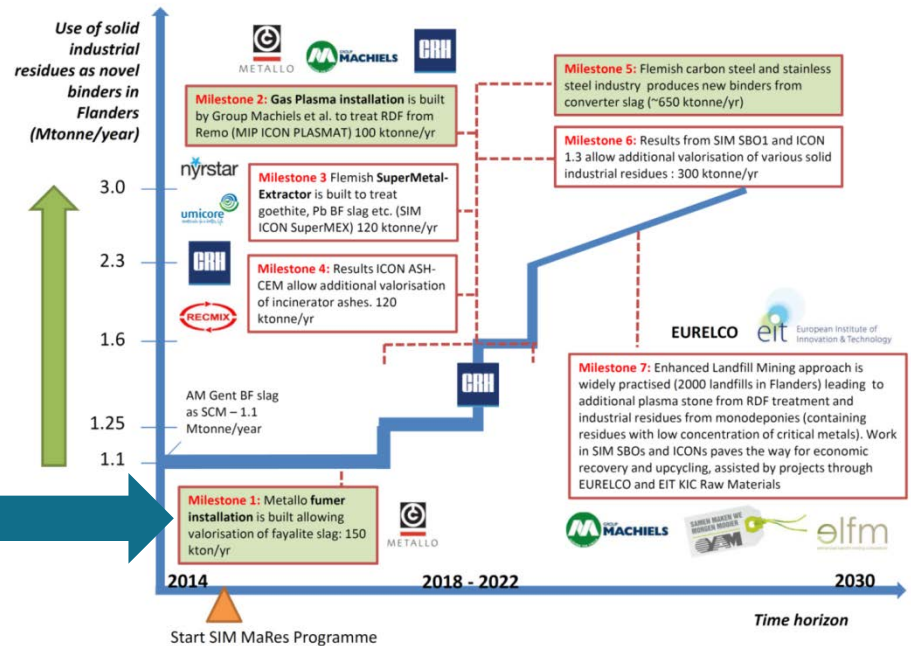 Use of solid
industrial
residues as novel
binders in
Flanders
(Mtonne/year)
METALLO
GROUP
MACHIELS
CRH
Milestone 2: Gas Plasma installation is built
by Group Machiels et al. to treat RDF from
Remo (MIP ICON PLASMAT) 100 ktonne/yr
Milestone 5: Flemish carbon steel and stainless
steel industry  produces new binders from
converter slag (~650 ktonne/yr)
Milestone 6: Results from SIM SBO1 and ICON
1.3 allow additional valorisation of various solid
industrial residues : 300 ktonne/yr
nyrstar
umicore
CRH
RECMIX
Milestone 3 Flemish SuperMetal-
Extractor is built to treat
goethite, Pb BF slag etc. (SIM
ICON SuperMEX) 120 ktonne/yr
Milestone 4: Results ICON ASH-
CEM allow additional valorisation
of incinerator ashes. 120
ktonne/yr
3.0
2.3
1.6
1.25
1.1
AM Gent BF slag
as SCM – 1.1
Mtonne/year
CRH
EURELCO
eit
European Institute of
Innovation & Technology
Milestone 7: Enhanced Landfill Mining approach is
widely practised (2000 landfills in Flanders) leading to
additional plasma stone from RDF treatment and
industrial residues from monodeponies (containing
residues with low concentration of critical metals). Work
in SIM SBOs and ICONs paves the way for economic
recovery and upcycling, assisted by projects through
EURELCO and EIT KIC Raw Materials
Milestone 1: Metallo fumer
installation is built allowing
valorisation of fayalite slag: 150
kton/yr
METALLO
GROUP
MACHIELS
SAMEN MAKEN WE
MORGEN MOOIER
OVAM
elfm
2014
2018 - 2022
2030
Time horizon
Start SIM MaRes Programme